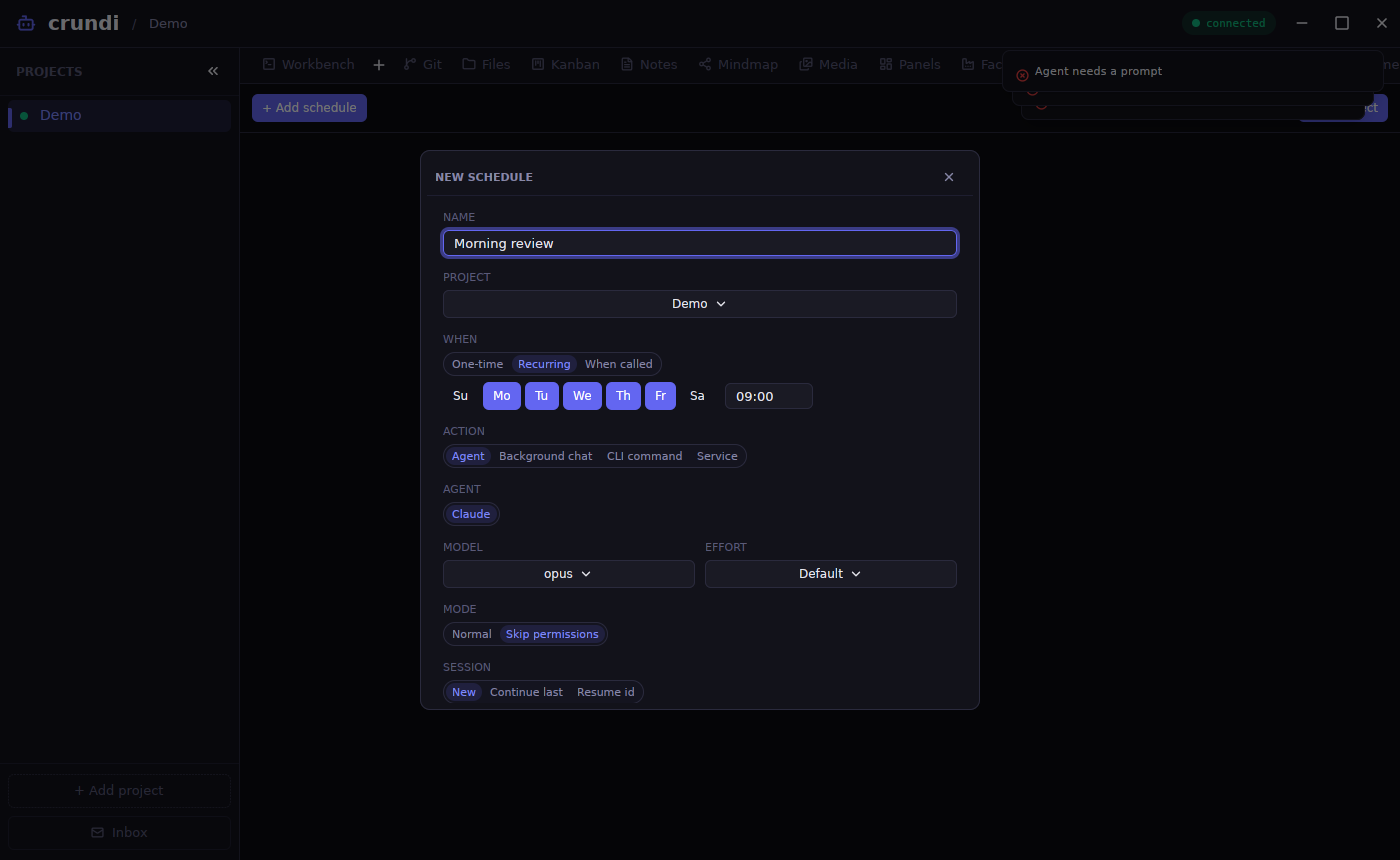 crundi / Demo
connected
PROJECTS
Demo
Workbench
Git
Files
Kanban
Notes
Mindmap
Media
Panels
Agent needs a prompt
+ Add schedule
NEW SCHEDULE
NAME
Morning review
PROJECT
Demo
WHEN
One-time Recurring When called
Su Mo Tu We Th Fr Sa 09:00
ACTION
Agent Background chat CLI command Service
AGENT
Claude
MODEL EFFORT
opus Default
MODE
Normal Skip permissions
SESSION
New Continue last Resume id
+ Add project
Inbox